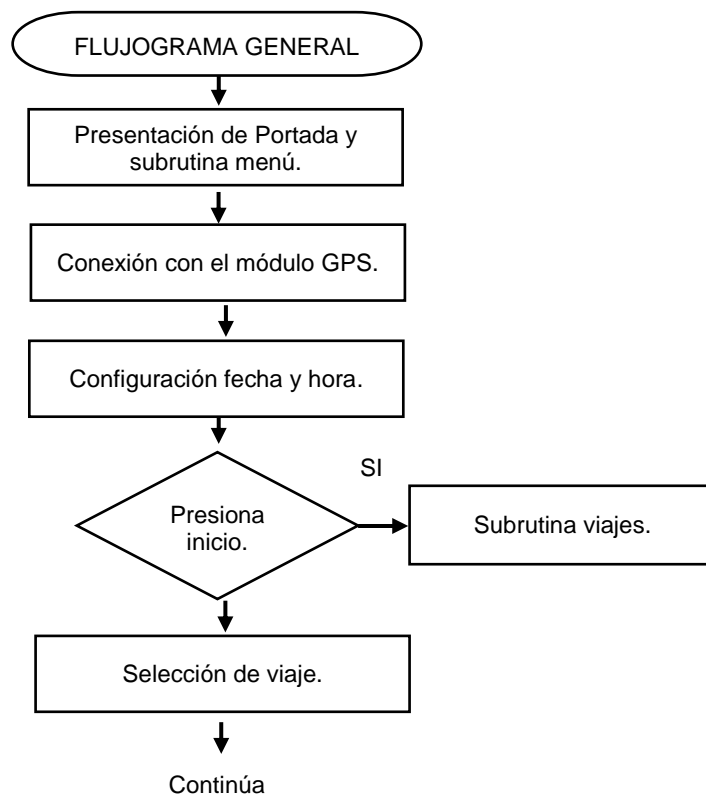 FLUJOGRAMA GENERAL
Presentación de Portada y
subrutina menú.
Conexión con el módulo GPS.
Configuración fecha y hora.
SI
Presiona
inicio.
Subrutina viajes.
Selección de viaje.
Continúa